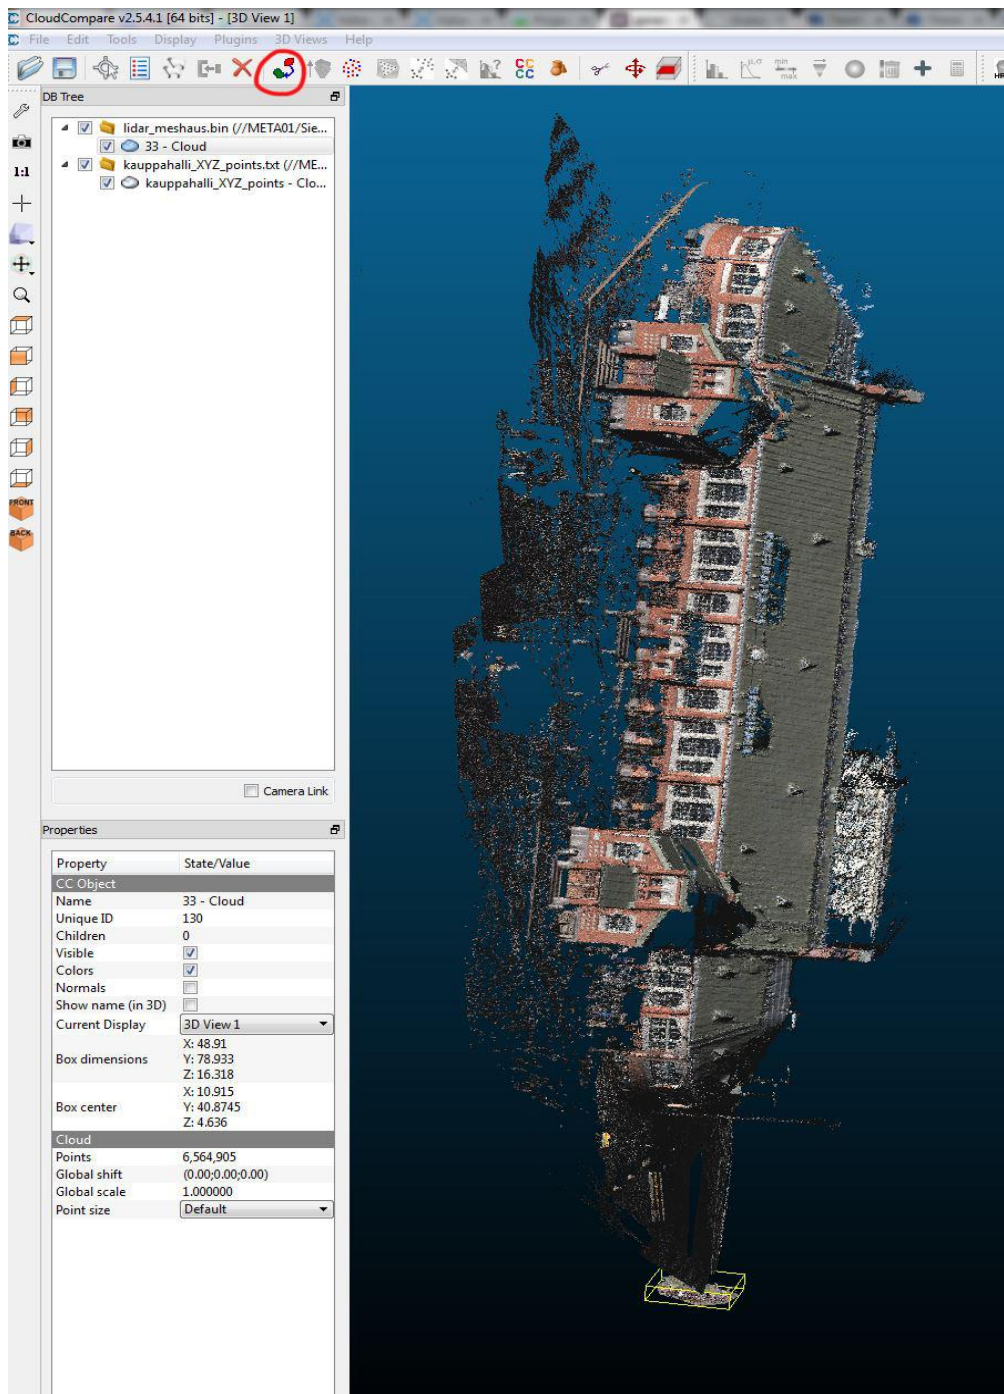 CloudCompare v2.5.4.1 [64 bits] - [3D View 1]
File Edit Tools Display Plugins 3D Views Help
DB Tree
lidar_meshaus.bin (//META01/Sie...
33 - Cloud
kauppahalli_XYZ_points.txt (//ME...
kauppahalli_XYZ_points - Clo...
1:1
FRONT
BACK
Camera Link
Properties
Property State/Value
CC Object
Name 33 - Cloud
Unique ID 130
Children 0
Visible
Colors
Normals
Show name (in 3D)
Current Display 3D View 1
Box dimensions X: 48.91
Y: 78.933
Z: 16.318
Box center X: 10.915
Y: 40.8745
Z: 4.636
Cloud
Points 6,564,905
Global shift (0.00;0.00;0.00)
Global scale 1.000000
Point size Default